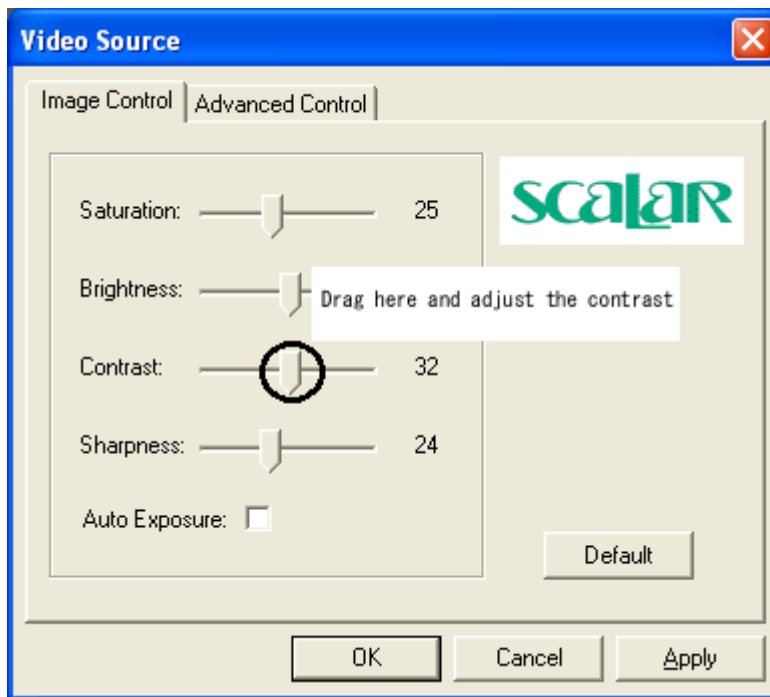 Video Source
Image Control
Advanced Control
Saturation: 25
SCALAR
Brightness:
Drag here and adjust the contrast
Contrast: 32
Sharpness: 24
Auto Exposure:
Default
OK
Cancel
Apply